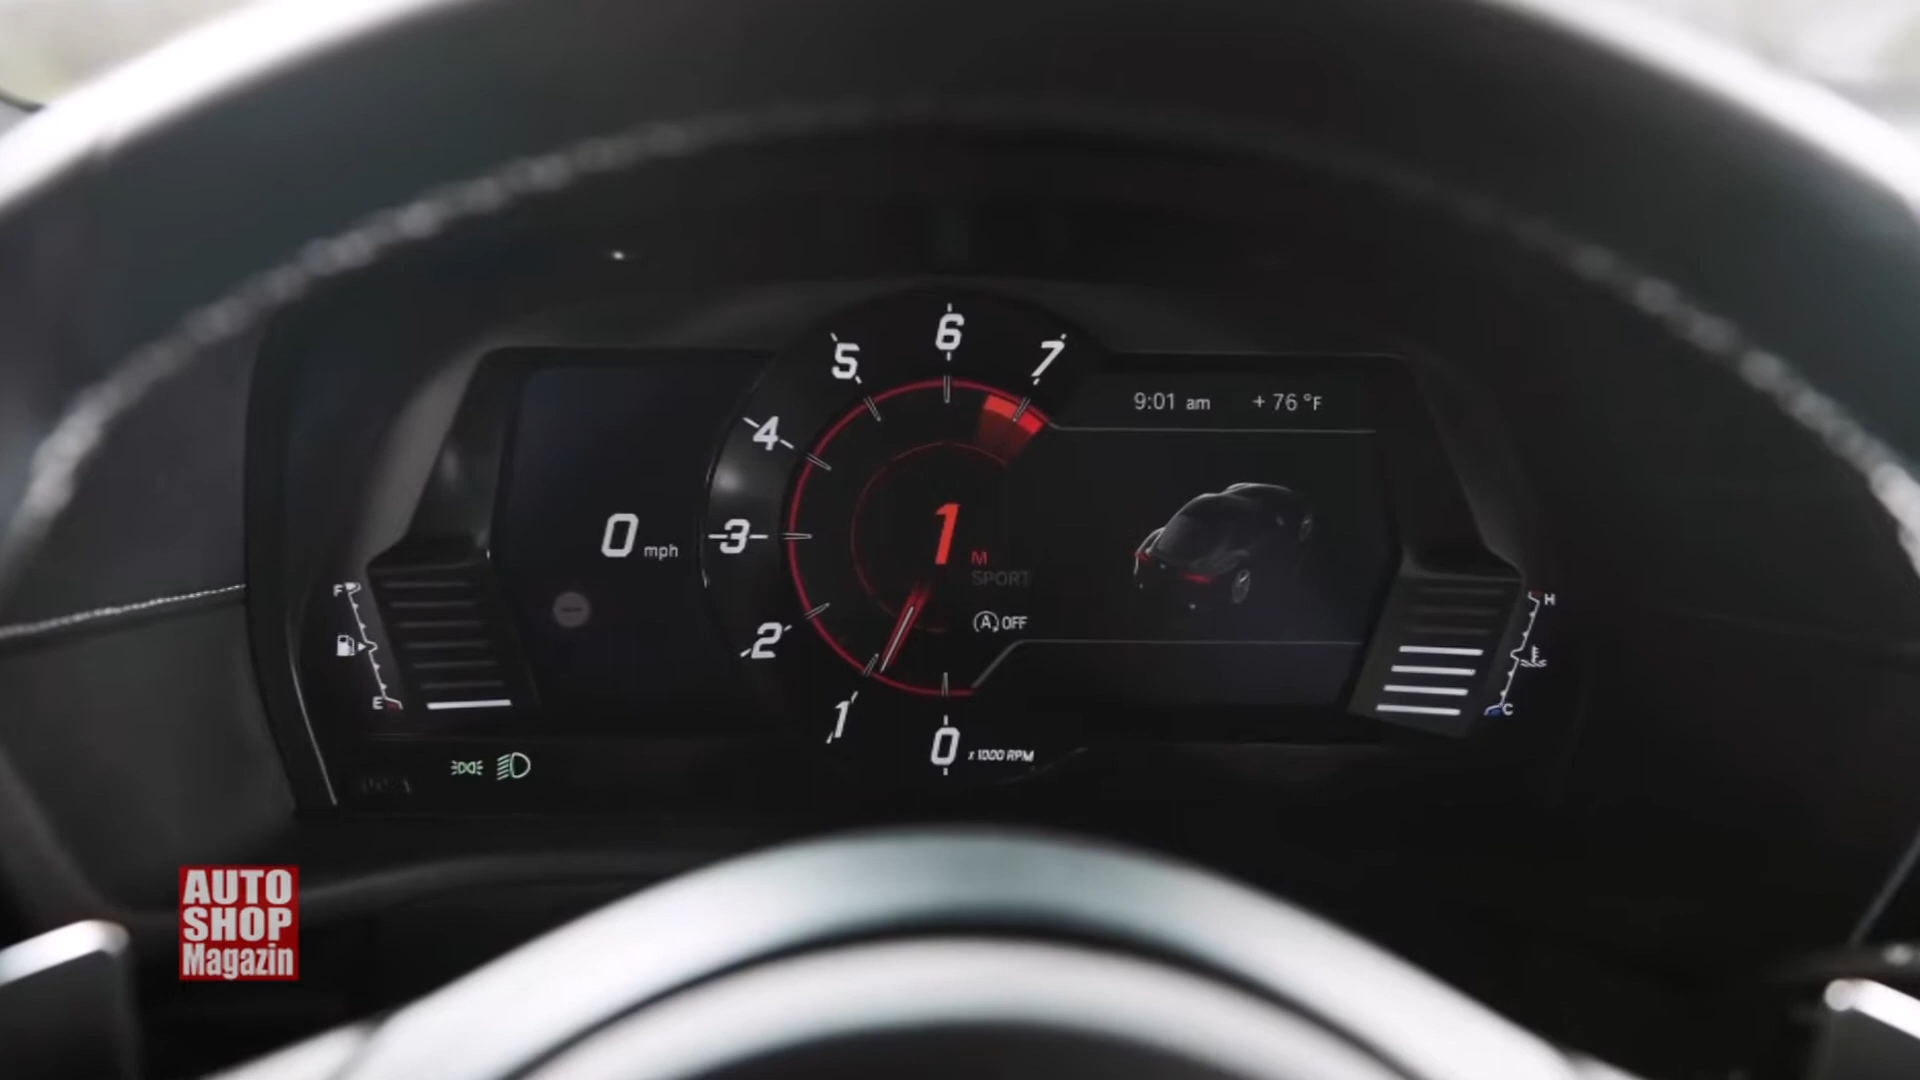 5
6
7
4
9:01 am +76 °F
0 mph
3
1
M
SPORT
F
A OFF
H
2
E
C
1
0 x 1000 RPM
AUTO
SHOP
Magazin